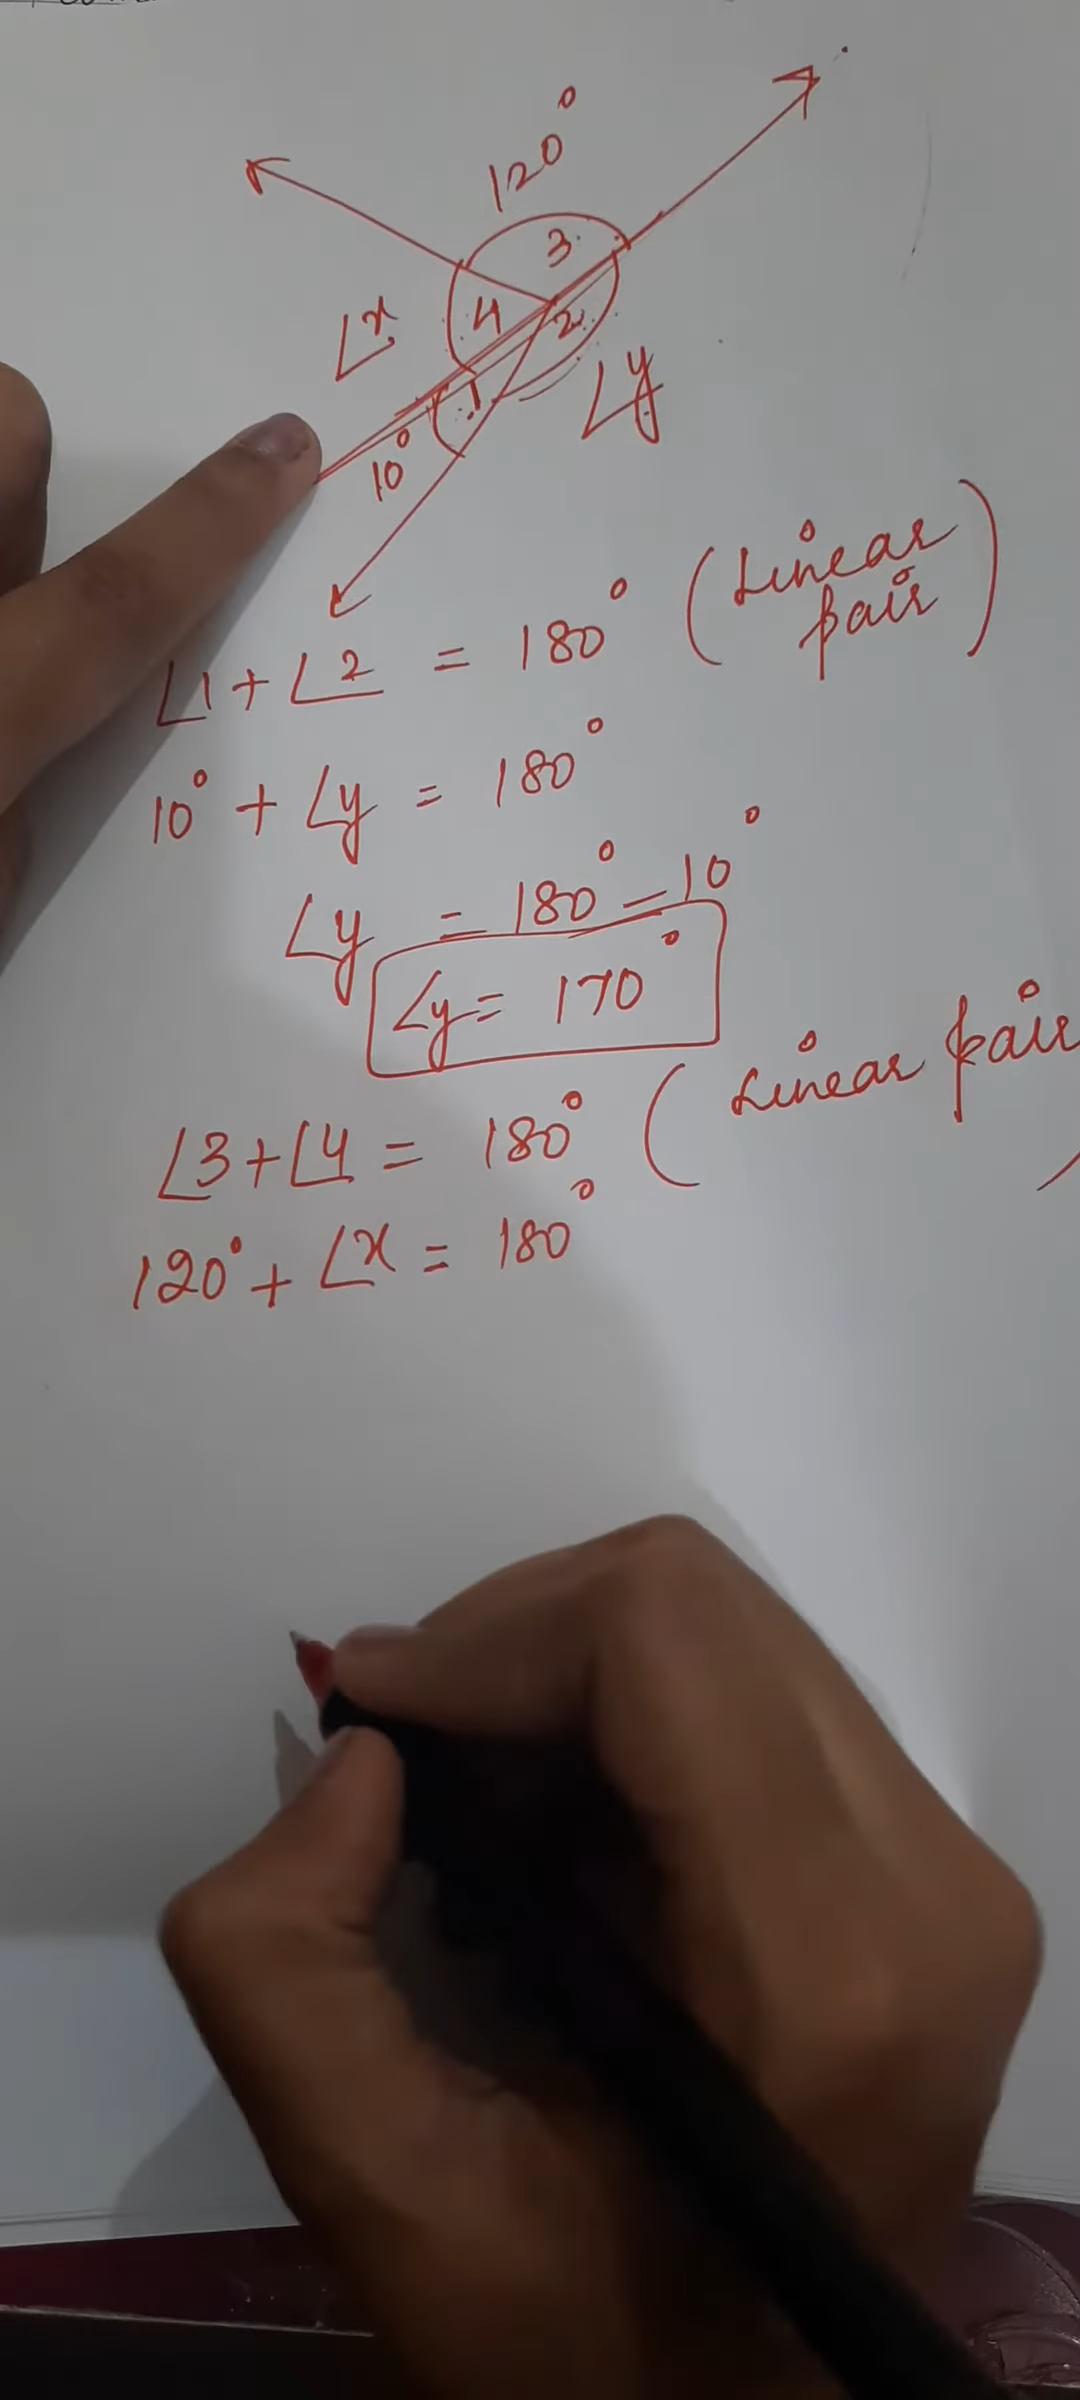 120°
3
∠x
4
2
∠y
1
10°
∠1 + ∠2 = 180° (Linear pair)
10° + ∠y = 180°
∠y = 180° - 10°
∠y = 170°
∠3 + ∠4 = 180° (Linear pair)
120° + ∠x = 180°